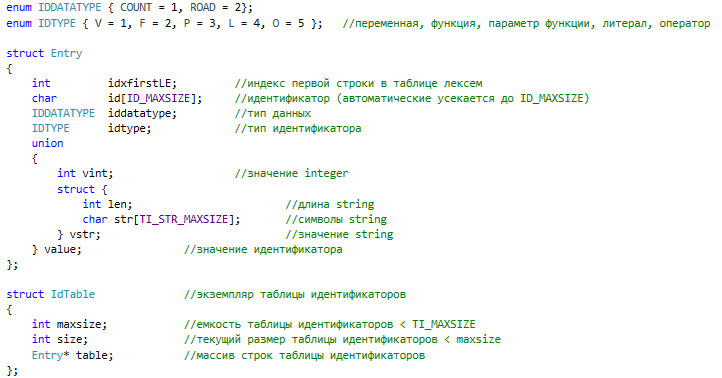 enum IDDATATYPE { COUNT = 1, ROAD = 2};
enum IDTYPE { V = 1, F = 2, P = 3, L = 4, O = 5 };   //переменная, функция, параметр функции, литерал, оператор

struct Entry
{
    int         idxfirstLE;         //индекс первой строки в таблице лексем
    char        id[ID_MAXSIZE];     //идентификатор (автоматические усекается до ID_MAXSIZE)
    IDDATATYPE  iddatatype;         //тип данных
    IDTYPE      idtype;             //тип идентификатора
    union
    {
        int vint;                   //значение integer
        struct {
            int len;                        //длина string
            char str[TI_STR_MAXSIZE];       //символы string
        } vstr;                             //значение string
    } value;                //значение идентификатора
};

struct IdTable              //экземпляр таблицы идентификаторов
{
    int maxsize;            //емкость таблицы идентификаторов < TI_MAXSIZE
    int size;               //текущий размер таблицы идентификаторов < maxsize
    Entry* table;           //массив строк таблицы идентификаторов
};